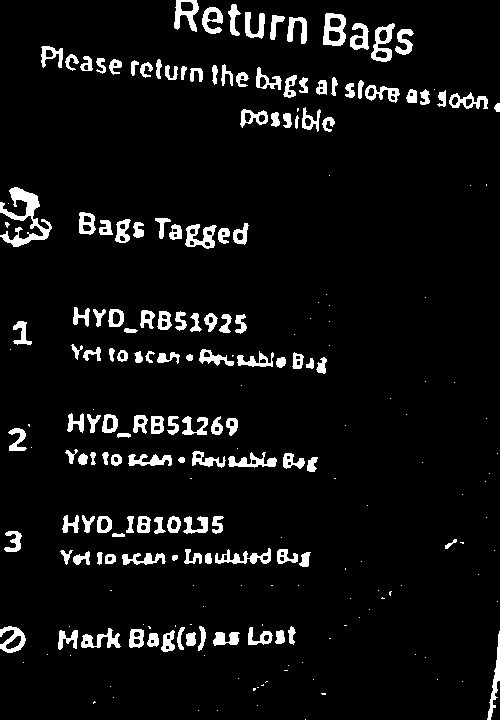 Return Bags
Please return the bags at store as soon
possible
Bags Tagged
1 HYD_RB51925
Yet to scan • Reusable Bag
2 HYD_RB51269
Yet to scan • Reusable Bag
3 HYD_IB10135
Yet to scan • Insulated Bag
Mark Bag(s) as Lost